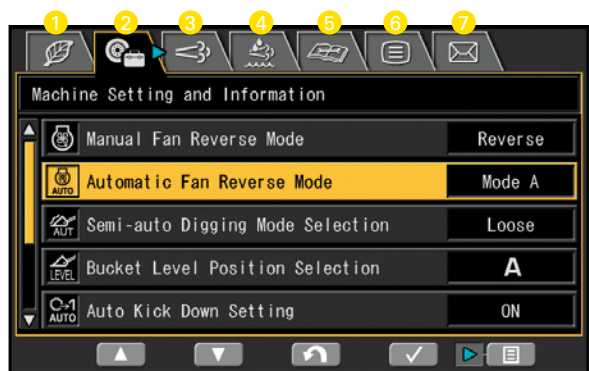 1 2 3 4 5 6 7
Machine Setting and Information
Manual Fan Reverse Mode Reverse
AUTO Automatic Fan Reverse Mode Mode A
AUT Semi-auto Digging Mode Selection Loose
LEVEL Bucket Level Position Selection A
1 AUTO Auto Kick Down Setting ON